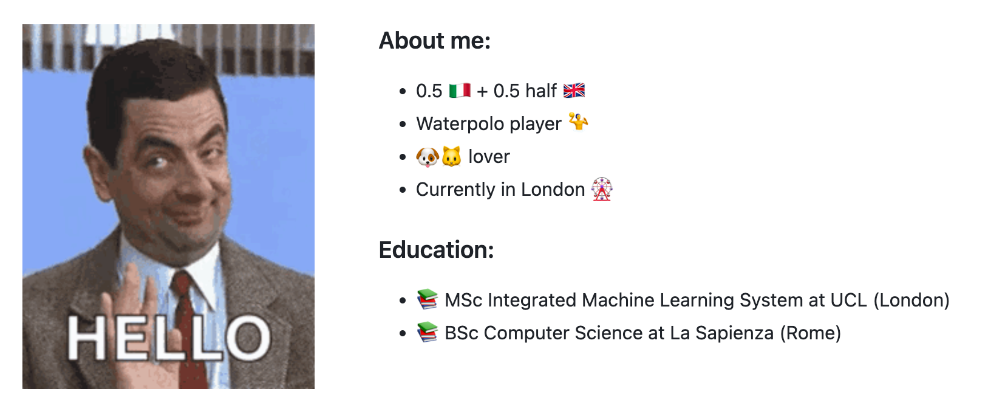 HELLO
About me:
• 0.5 🇮🇹 + 0.5 half 🇬🇧
• Waterpolo player 🤽
• 🐶🐱 lover
• Currently in London 🎡
Education:
• 📚 MSc Integrated Machine Learning System at UCL (London)
• 📚 BSc Computer Science at La Sapienza (Rome)